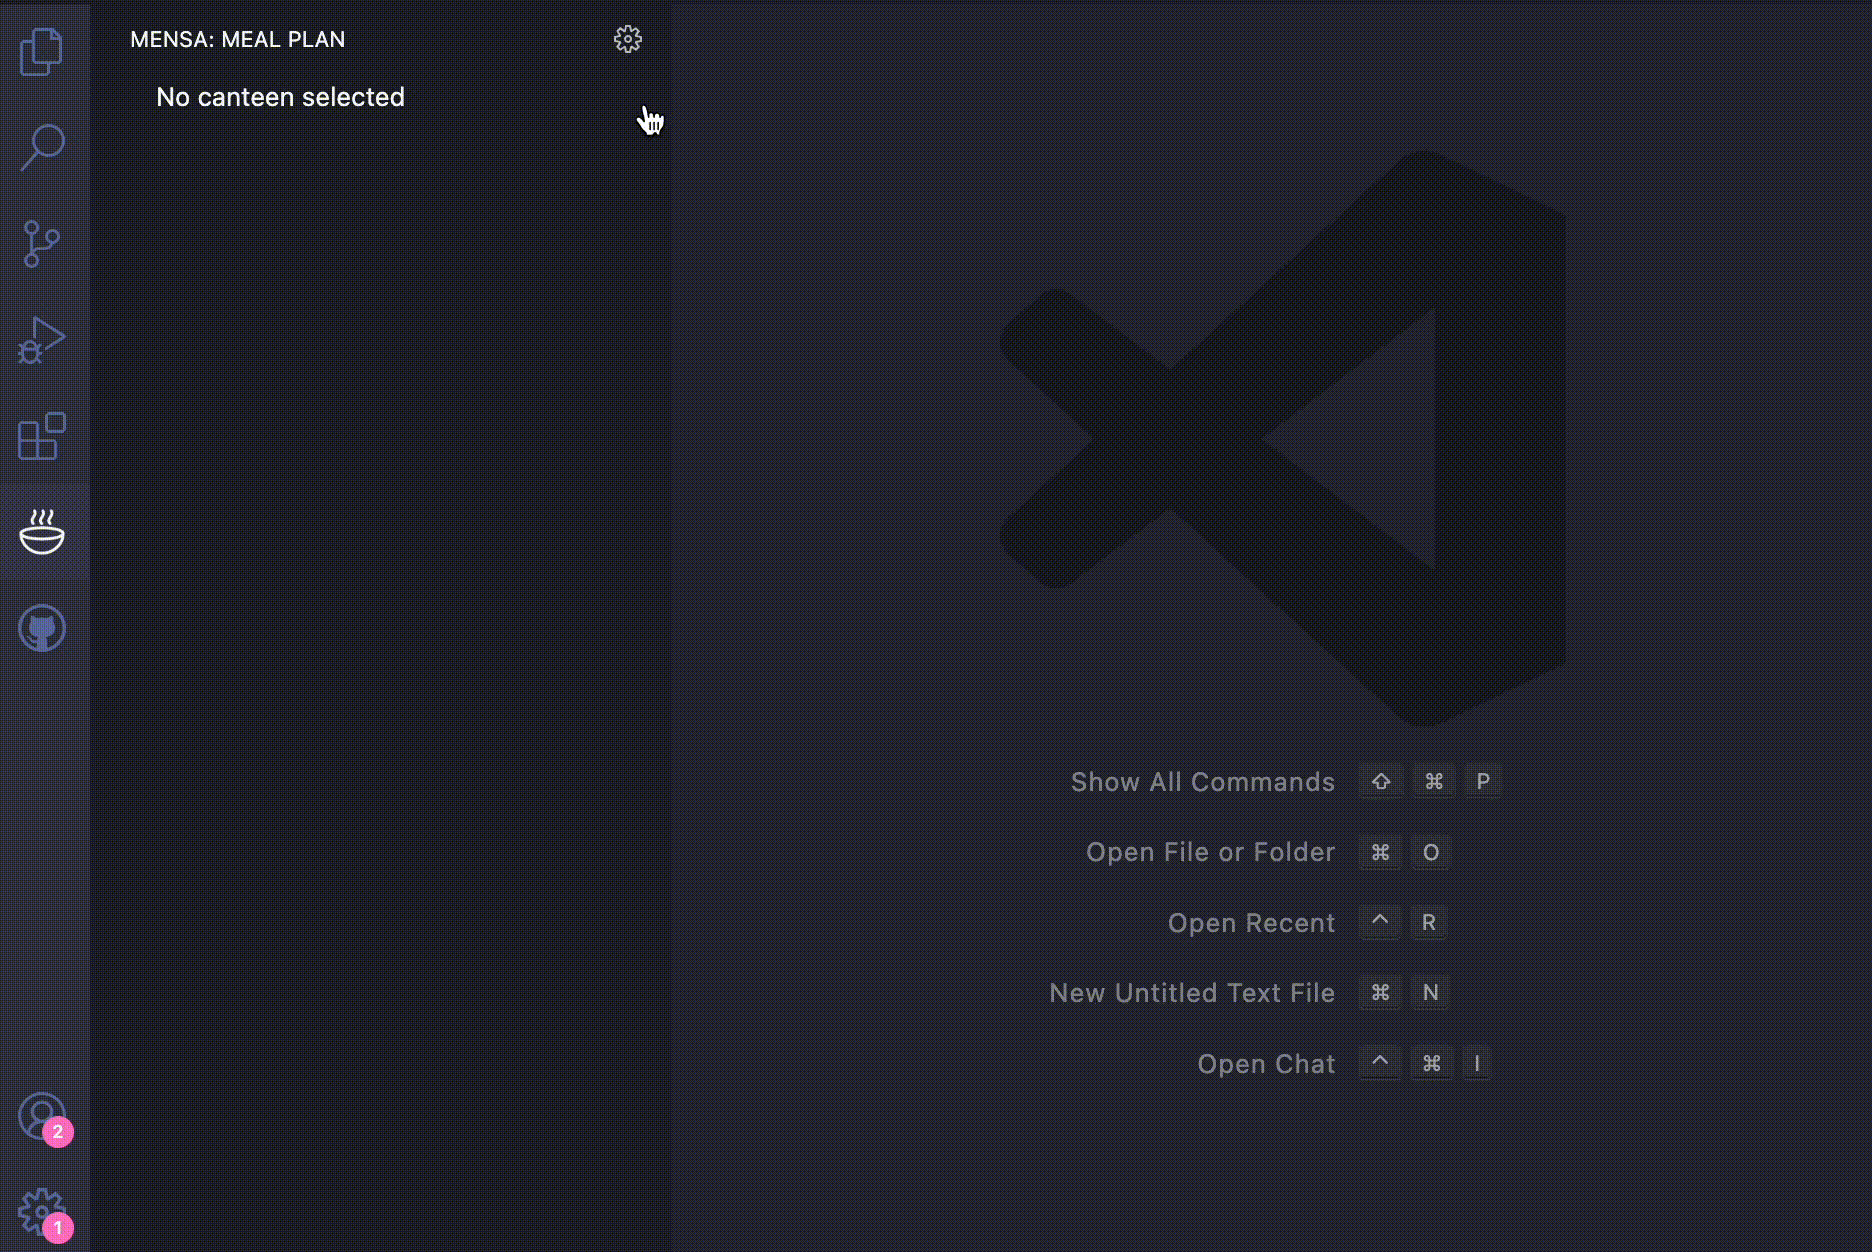 MENSA: MEAL PLAN
No canteen selected
Show All Commands ⇧ ⌘ P
Open File or Folder ⌘ O
Open Recent ^ R
New Untitled Text File ⌘ N
Open Chat ^ ⌘ I
2
1